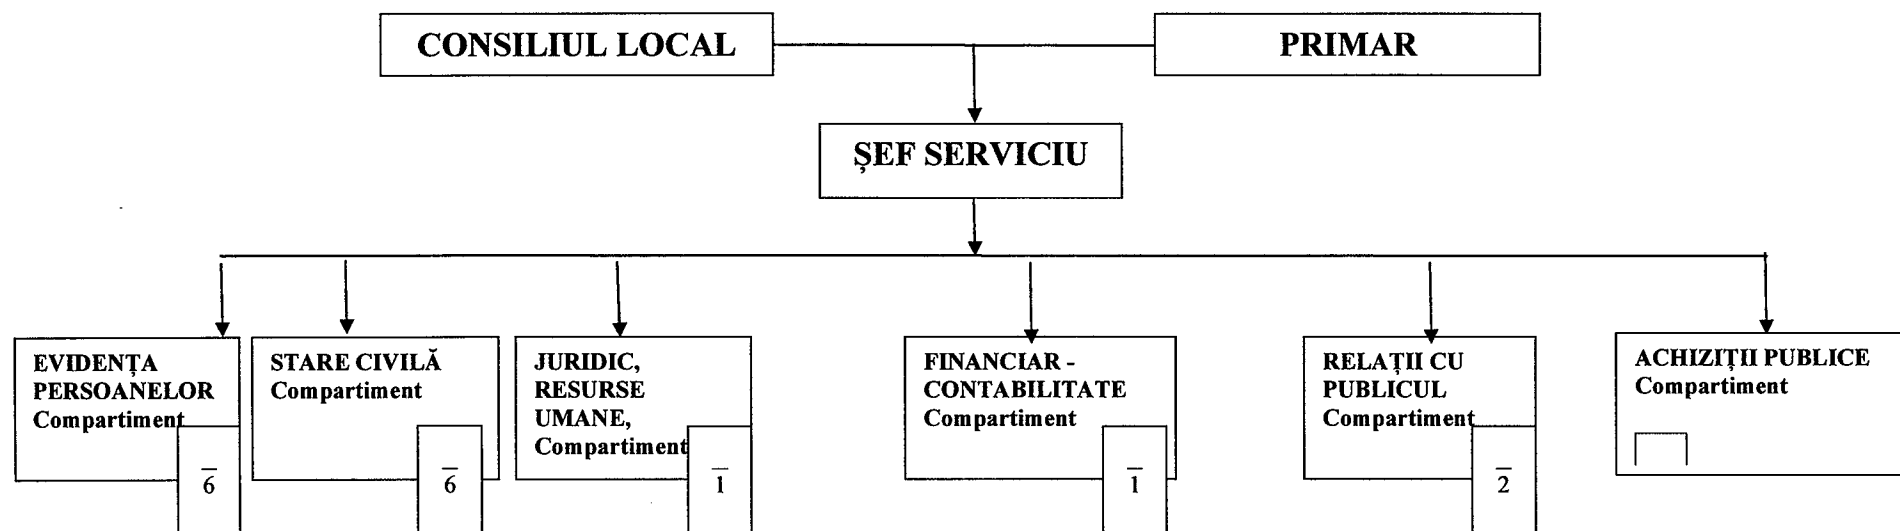 CONSILIUL LOCAL
PRIMAR
ȘEF SERVICIU
EVIDENȚA
PERSOANELOR
Compartiment
6
STARE CIVILĂ
Compartiment
6
JURIDIC,
RESURSE
UMANE,
Compartiment
1
FINANCIAR -
CONTABILITATE
Compartiment
1
RELAȚII CU
PUBLICUL
Compartiment
2
ACHIZIȚII PUBLICE
Compartiment